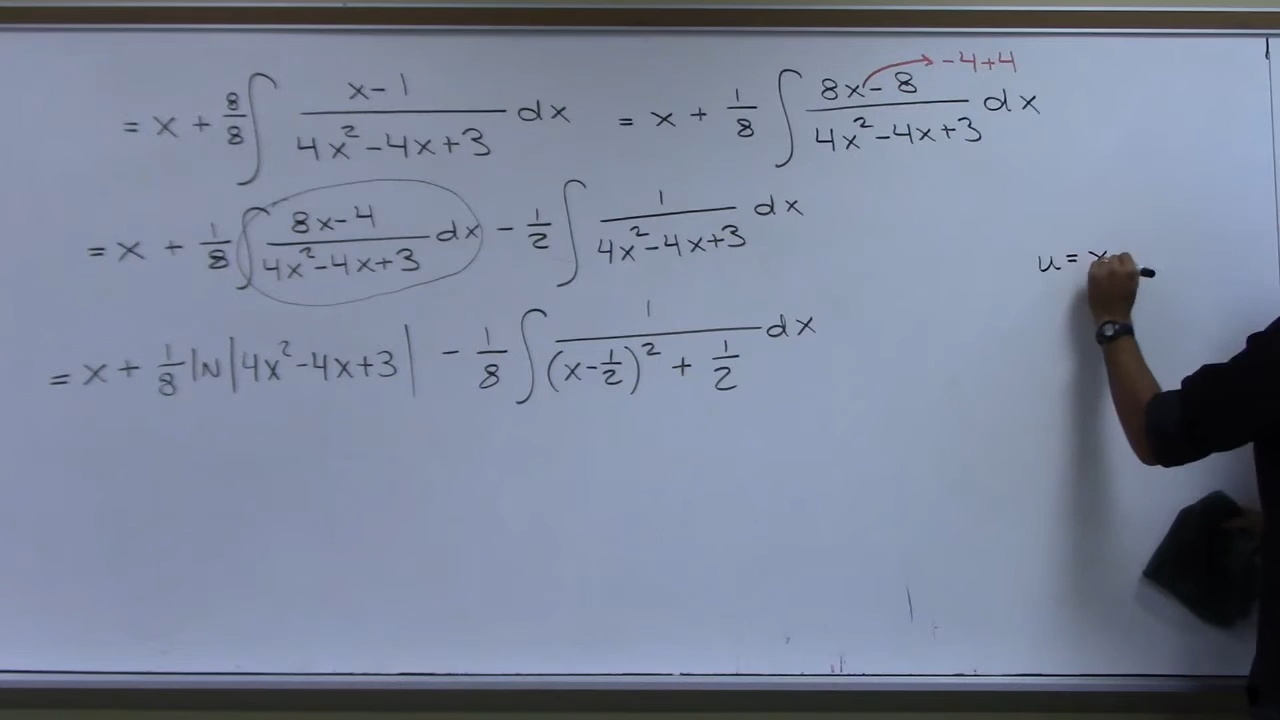 = x + 8/8 ∫ (x-1)/(4x²-4x+3) dx = x + 1/8 ∫ (8x-8)/(4x²-4x+3) dx -4+4
= x + 1/8 ∫ (8x-4)/(4x²-4x+3) dx - 1/2 ∫ 1/(4x²-4x+3) dx
u = x
= x + 1/8 ln|4x²-4x+3| - 1/8 ∫ 1/((x-1/2)² + 1/2) dx